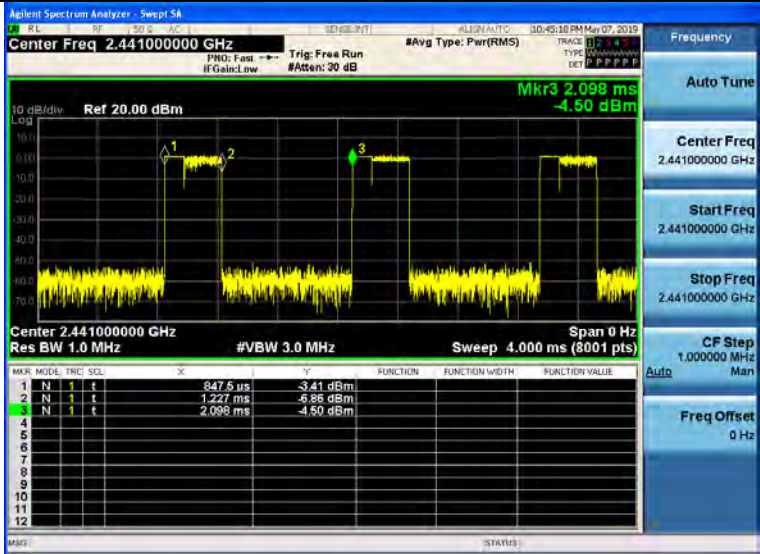 Agilent Spectrum Analyzer - Swept SA
RL RF 50 Ω AC SENSE:INT ALIGN AUTO 10:45:10 PM May 07, 2019
Center Freq 2.441000000 GHz
PNO: Fast
IFGain:Low
Trig: Free Run
#Atten: 30 dB
#Avg Type: Pwr(RMS)
TRACE 1 2 3 4 5 6
TYPE
DET P P P P P P
Mkr3 2.098 ms
-4.50 dBm
10 dB/div Ref 20.00 dBm
Log
10.0
0.00
1
2
3
Center 2.441000000 GHz Span 0 Hz
Res BW 1.0 MHz #VBW 3.0 MHz Sweep 4.000 ms (8001 pts)
MKR MODE TRC SCL X Y FUNCTION FUNCTION WIDTH FUNCTION VALUE
1 N 1 t 847.5 µs -3.41 dBm
2 N 1 t 1.227 ms -6.86 dBm
3 N 1 t 2.098 ms -4.50 dBm
4
5
6
7
8
9
10
11
12
MSG STATUS
Frequency
Auto Tune
Center Freq
2.441000000 GHz
Start Freq
2.441000000 GHz
Stop Freq
2.441000000 GHz
CF Step
1.000000 MHz
Auto Man
Freq Offset
0 Hz